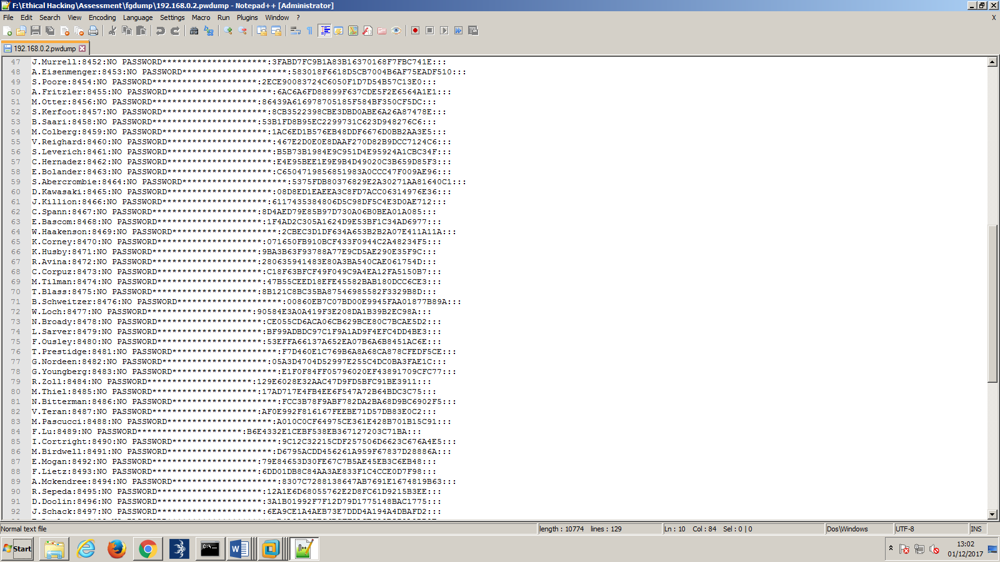 F:\Ethical Hacking\Assessment\fgdump\192.168.0.2.pwdump - Notepad++ [Administrator]
File Edit Search View Encoding Language Settings Macro Run Plugins Window ? X
192.168.0.2.pwdump
47 J.Murrell:8452:NO PASSWORD*********************:3FABD7FC9B1A83B16370168F7FBC741E:::
48 A.Eisenmenger:8453:NO PASSWORD*********************:583018F6618D5CB7004B6AF75EADF510:::
49 S.Poore:8454:NO PASSWORD*********************:2ECE90083724C6050F1D7D54B57C13E0:::
50 A.Fritzler:8455:NO PASSWORD*********************:6AC6A6FD88899F637CDE5F2E6564A1E1:::
51 M.Otter:8456:NO PASSWORD*********************:86439A616978705185F584BF350CF5DC:::
52 S.Kerfoot:8457:NO PASSWORD*********************:8CB3522398CBE3DBD0ABE6A26A87478E:::
53 B.Saari:8458:NO PASSWORD*********************:53B1FD8B95EC2299731C623D948276C6:::
54 M.Colberg:8459:NO PASSWORD*********************:1AC6ED1B576EB48DDF6676D0BB2AA3E5:::
55 V.Reighard:8460:NO PASSWORD*********************:467E2D0E0E8DAAF270D82B9DCC7124C6:::
56 S.Leverich:8461:NO PASSWORD*********************:B5B73B1984E9C951D4E95924A1CBC34F:::
57 C.Hernadez:8462:NO PASSWORD*********************:E4E95BEE1E9E9B4D49020C3B659D85F3:::
58 E.Bolander:8463:NO PASSWORD*********************:C6504719856851983A0CCC47F009AE96:::
59 S.Abercrombie:8464:NO PASSWORD*********************:5375FDB80376829E2A30271AA81640C1:::
60 D.Kawasaki:8465:NO PASSWORD*********************:08D8ED1EAEEA3C8FD7ACC06314976E36:::
61 J.Killion:8466:NO PASSWORD*********************:6117435384806D5C98DF5C4E3D0AE712:::
62 C.Spann:8467:NO PASSWORD*********************:8D4AED79E85B97D730A06B0BEA01A085:::
63 E.Bascom:8468:NO PASSWORD*********************:1F4AD2C305A1624D9E53BF1C34AD6977:::
64 W.Haakenson:8469:NO PASSWORD*********************:2CBEC3D1DF634A653B2B2A07E411A11A:::
65 K.Corney:8470:NO PASSWORD*********************:071650FB910BCF433F0944C2A48234F5:::
66 K.Husby:8471:NO PASSWORD*********************:9BA3B63F93788A77E9CD5AE290E35F9C:::
67 R.Avina:8472:NO PASSWORD*********************:280635941483E80A3BA540CAE061754D:::
68 C.Corpuz:8473:NO PASSWORD*********************:C18F63BFCF49F049C9A4EA12FA5150B7:::
69 M.Tilman:8474:NO PASSWORD*********************:47B55CEED18EFE45582BAB180DCC6CE3:::
70 T.Blass:8475:NO PASSWORD*********************:8B121C8BC35BA87546985582F3329B8D:::
71 B.Schweitzer:8476:NO PASSWORD*********************:00860EB7C07BD00E9945FAA01877B89A:::
72 W.Loch:8477:NO PASSWORD*********************:90584E3A0A419F3E208DA1B39B2EC98A:::
73 N.Broady:8478:NO PASSWORD*********************:CE055CD6ACA06CB629BCE80C7BCAE5D2:::
74 L.Sarver:8479:NO PASSWORD*********************:BF99ADBDC97C1F9A1AD9F4EFC4DD4BE3:::
75 F.Ousley:8480:NO PASSWORD*********************:53EFFA66137A652EA07B6A6B8451AC6E:::
76 T.Prestidge:8481:NO PASSWORD*********************:F7D460E1C769B6A8A68CA878CFEDF5CE:::
77 G.Nordeen:8482:NO PASSWORD*********************:05A3D4704D52997E255C4DC0BA3FAE1C:::
78 G.Youngberg:8483:NO PASSWORD*********************:E1F0F84FF05796020EF43891709CFC77:::
79 R.Zoll:8484:NO PASSWORD*********************:129E6028E32AAC47D9FD5BFC91BE3911:::
80 M.Thiel:8485:NO PASSWORD*********************:17AD717E4FB4EE6F547A72B64BDC3C75:::
81 N.Bitterman:8486:NO PASSWORD*********************:FCC3B78F9ABF782DA2BA68D9BC6902F5:::
82 V.Teran:8487:NO PASSWORD*********************:AF0E992F816167FEEBE71D57DB83E0C2:::
83 M.Pascucci:8488:NO PASSWORD*********************:A010C0CF64975CE361E428B701B15C91:::
84 F.Lu:8489:NO PASSWORD*********************:B6E4332E1CEBF538EB367127203C71BA:::
85 I.Cortright:8490:NO PASSWORD*********************:9C12C32215CDF257506D6623C676A4E5:::
86 M.Birdwell:8491:NO PASSWORD*********************:D6795ACDD456261A959F67837D28886A:::
87 E.Mogan:8492:NO PASSWORD*********************:79E84653D30FE67C7B5AE45EB3C6EB48:::
88 F.Lietz:8493:NO PASSWORD*********************:6DD01DB8C84AA3AE833F1C4CCE0D7F98:::
89 A.Mckendree:8494:NO PASSWORD*********************:8307C7288138647AB7691E1674819B63:::
90 R.Sepeda:8495:NO PASSWORD*********************:12A1E6D68055762E2D8FC61D9215B3EE:::
91 D.Doolin:8496:NO PASSWORD*********************:3A1B01992F7F12D79D1775148BAC1775:::
92 J.Schack:8497:NO PASSWORD*********************:6EA9CE1A4AEB73E7DDD4A194A4DBAFD2:::
Normal text file length : 10774 lines : 129 Ln : 10 Col : 84 Sel : 0 | 0 Dos\Windows UTF-8 INS
Start
13:02
01/12/2017